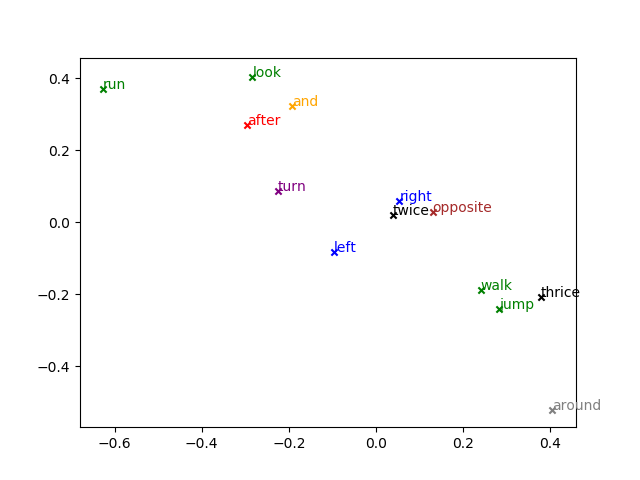 0.4
0.2
0.0
−0.2
−0.4
run
look
and
after
turn
right
twice
opposite
left
walk
thrice
jump
around
−0.6
−0.4
−0.2
0.0
0.2
0.4